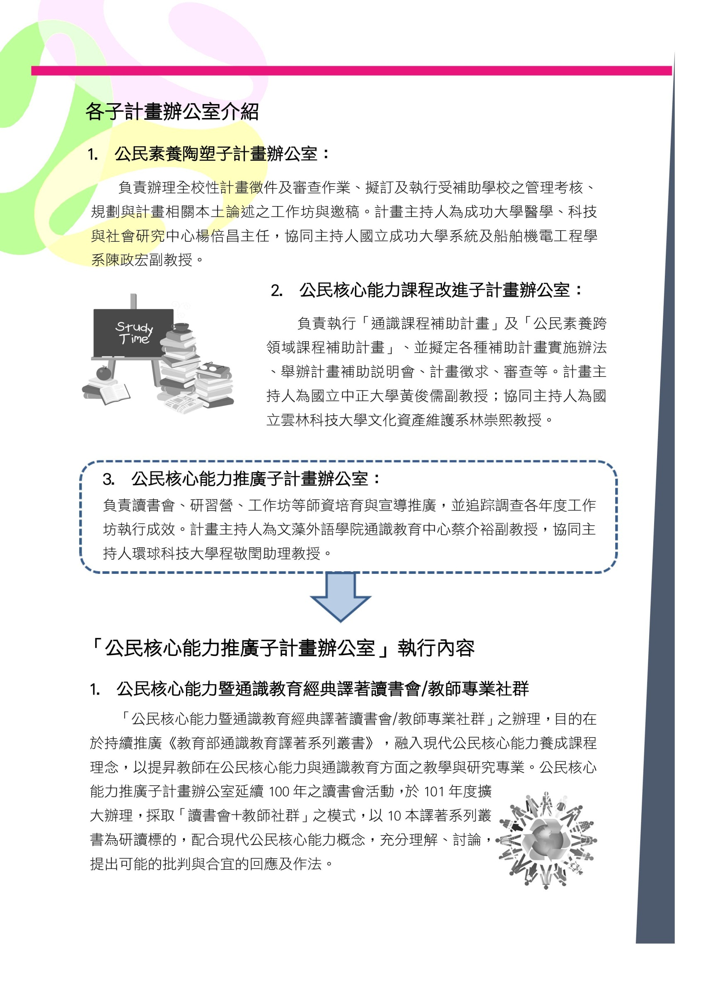 各子計畫辦公室介紹
1. 公民素養陶塑子計畫辦公室：
負責辦理全校性計畫徵件及審查作業、擬訂及執行受補助學校之管理考核、
規劃與計畫相關本土論述之工作坊與邀稿。計畫主持人為成功大學醫學、科技
與社會研究中心楊倍昌主任，協同主持人國立成功大學系統及船舶機電工程學
系陳政宏副教授。
Study
Time
2. 公民核心能力課程改進子計畫辦公室：
負責執行「通識課程補助計畫」及「公民素養跨
領域課程補助計畫」、並擬定各種補助計畫實施辦法
、舉辦計畫補助説明會、計畫徵求、審查等。計畫主
持人為國立中正大學黃俊儒副教授；協同主持人為國
立雲林科技大學文化資產維護系林崇熙教授。
3. 公民核心能力推廣子計畫辦公室：
負責讀書會、研習營、工作坊等師資培育與宣導推廣，並追踪調查各年度工作
坊執行成效。計畫主持人為文藻外語學院通識教育中心蔡介裕副教授，協同主
持人環球科技大學程敬閏助理教授。
「公民核心能力推廣子計畫辦公室」執行內容
1. 公民核心能力暨通識教育經典譯著讀書會/教師專業社群
「公民核心能力暨通識教育經典譯著讀書會/教師專業社群」之辦理，目的在
於持續推廣《教育部通識教育譯著系列叢書》，融入現代公民核心能力養成課程
理念，以提昇教師在公民核心能力與通識教育方面之教學與研究專業。公民核心
能力推廣子計畫辦公室延續 100 年之讀書會活動，於 101 年度擴
大辦理，採取「讀書會+教師社群」之模式，以 10 本譯著系列叢
書為研讀標的，配合現代公民核心能力概念，充分理解、討論，
提出可能的批判與合宜的回應及作法。